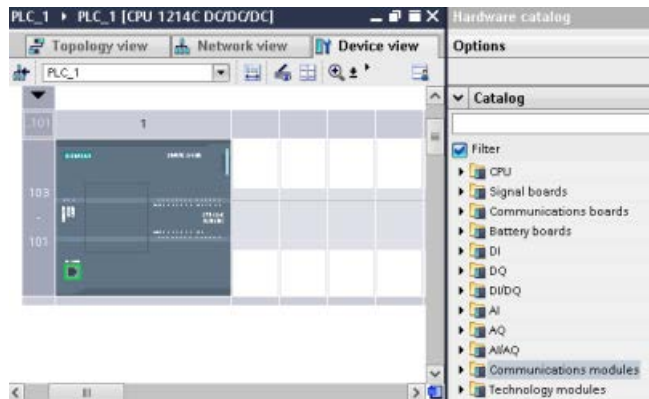 PLC_1 ▸ PLC_1 [CPU 1214C DC/DC/DC]
Topology view
Network view
Device view
PLC_1
101
1
103
-
101
SIEMENS
Hardware catalog
Options
Catalog
Filter
CPU
Signal boards
Communications boards
Battery boards
DI
DQ
DI/DQ
AI
AQ
AI/AQ
Communications modules
Technology modules